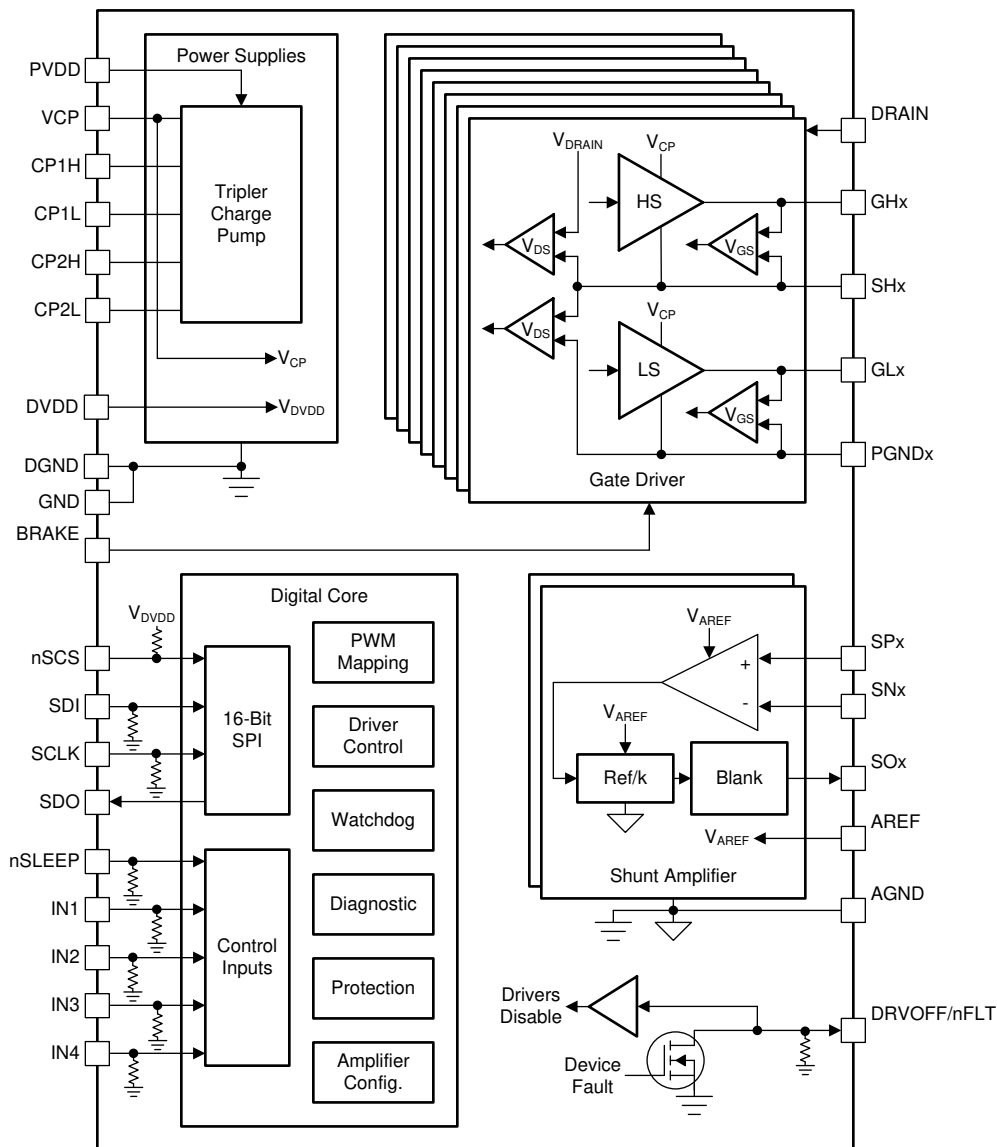 PVDD
VCP
CP1H
CP1L
CP2H
CP2L
DVDD
DGND
GND
BRAKE
nSCS
SDI
SCLK
SDO
nSLEEP
IN1
IN2
IN3
IN4
Power Supplies
Tripler
Charge
Pump
VCP
VDVDD
VDRAIN
VCP
HS
VDS
VGS
VDS
VCP
LS
VGS
Gate Driver
DRAIN
GHx
SHx
GLx
PGNDx
Digital Core
VDVDD
16-Bit
SPI
Control
Inputs
PWM
Mapping
Driver
Control
Watchdog
Diagnostic
Protection
Amplifier
Config.
VAREF
+
-
VAREF
Ref/k
Blank
VAREF
Shunt Amplifier
SPx
SNx
SOx
AREF
AGND
Drivers
Disable
Device
Fault
DRVOFF/nFLT